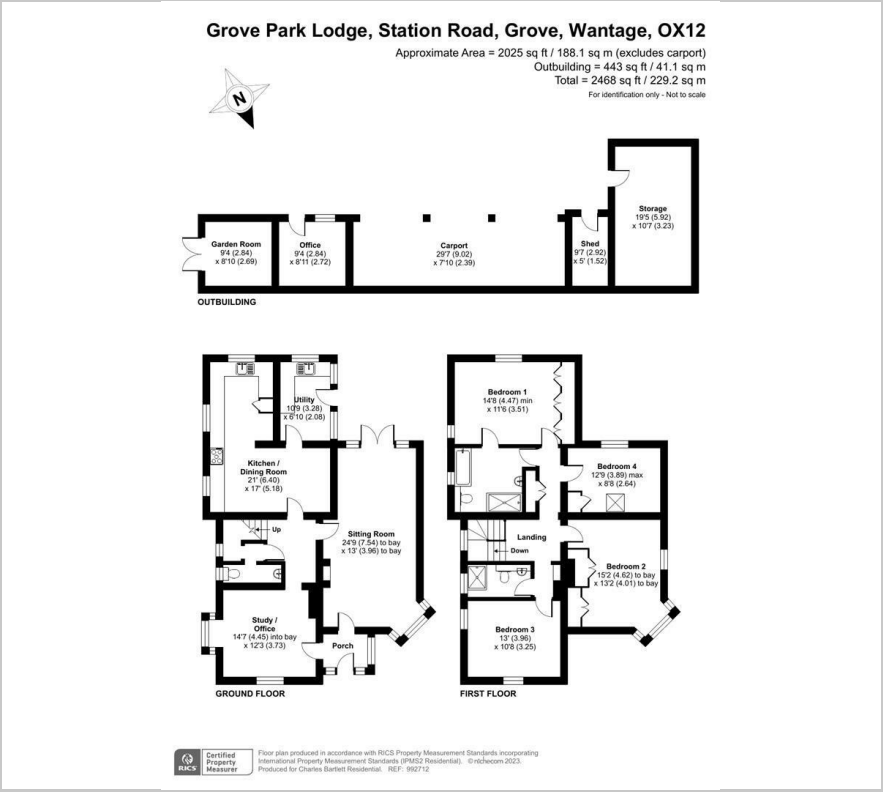 Grove Park Lodge, Station Road, Grove, Wantage, OX12
Approximate Area = 2025 sq ft / 188.1 sq m (excludes carport)
Outbuilding = 443 sq ft / 41.1 sq m
Total = 2468 sq ft / 229.2 sq m
For identification only - Not to scale
N
Storage
19'5 (5.92)
x 10'7 (3.23)
Garden Room
9'4 (2.84)
x 8'10 (2.69)
Office
9'4 (2.84)
x 8'11 (2.72)
Carport
29'7 (9.02)
x 7'10 (2.39)
Shed
9'7 (2.92)
x 5' (1.52)
OUTBUILDING
Utility
10'9 (3.28)
x 6'10 (2.08)
Kitchen /
Dining Room
21' (6.40)
x 17' (5.18)
Up
Sitting Room
24'9 (7.54) to bay
x 13' (3.96) to bay
Study /
Office
14'7 (4.45) into bay
x 12'3 (3.73)
Porch
GROUND FLOOR
Bedroom 1
14'8 (4.47) min
x 11'6 (3.51)
Bedroom 4
12'9 (3.89) max
x 8'8 (2.64)
Landing
Down
Bedroom 2
15'2 (4.62) to bay
x 13'2 (4.01) to bay
Bedroom 3
13' (3.96)
x 10'8 (3.25)
FIRST FLOOR
RICS
Certified
Property
Measurer
Floor plan produced in accordance with RICS Property Measurement Standards incorporating
International Property Measurement Standards (IPMS2 Residential). © nichecom 2023.
Produced for Charles Bartlett Residential. REF: 992712